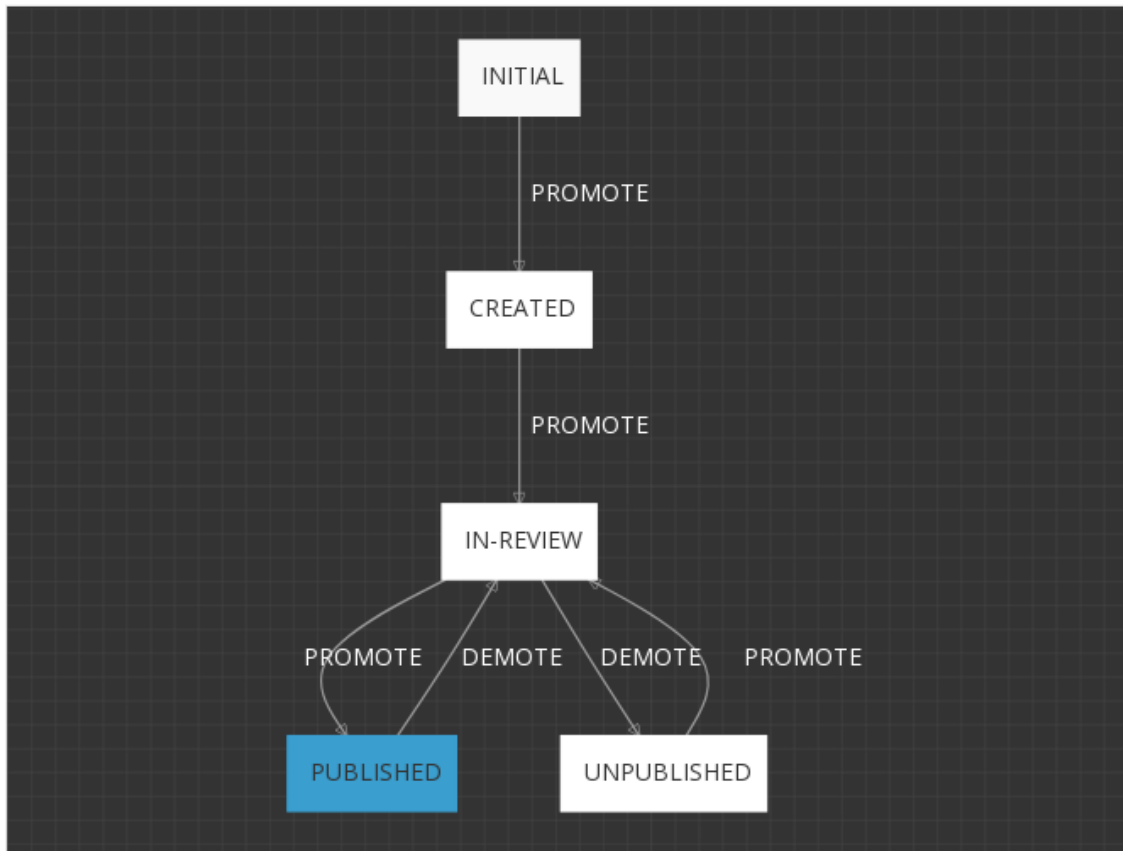 INITIAL
PROMOTE
CREATED
PROMOTE
IN-REVIEW
PROMOTE
DEMOTE
DEMOTE
PROMOTE
PUBLISHED
UNPUBLISHED